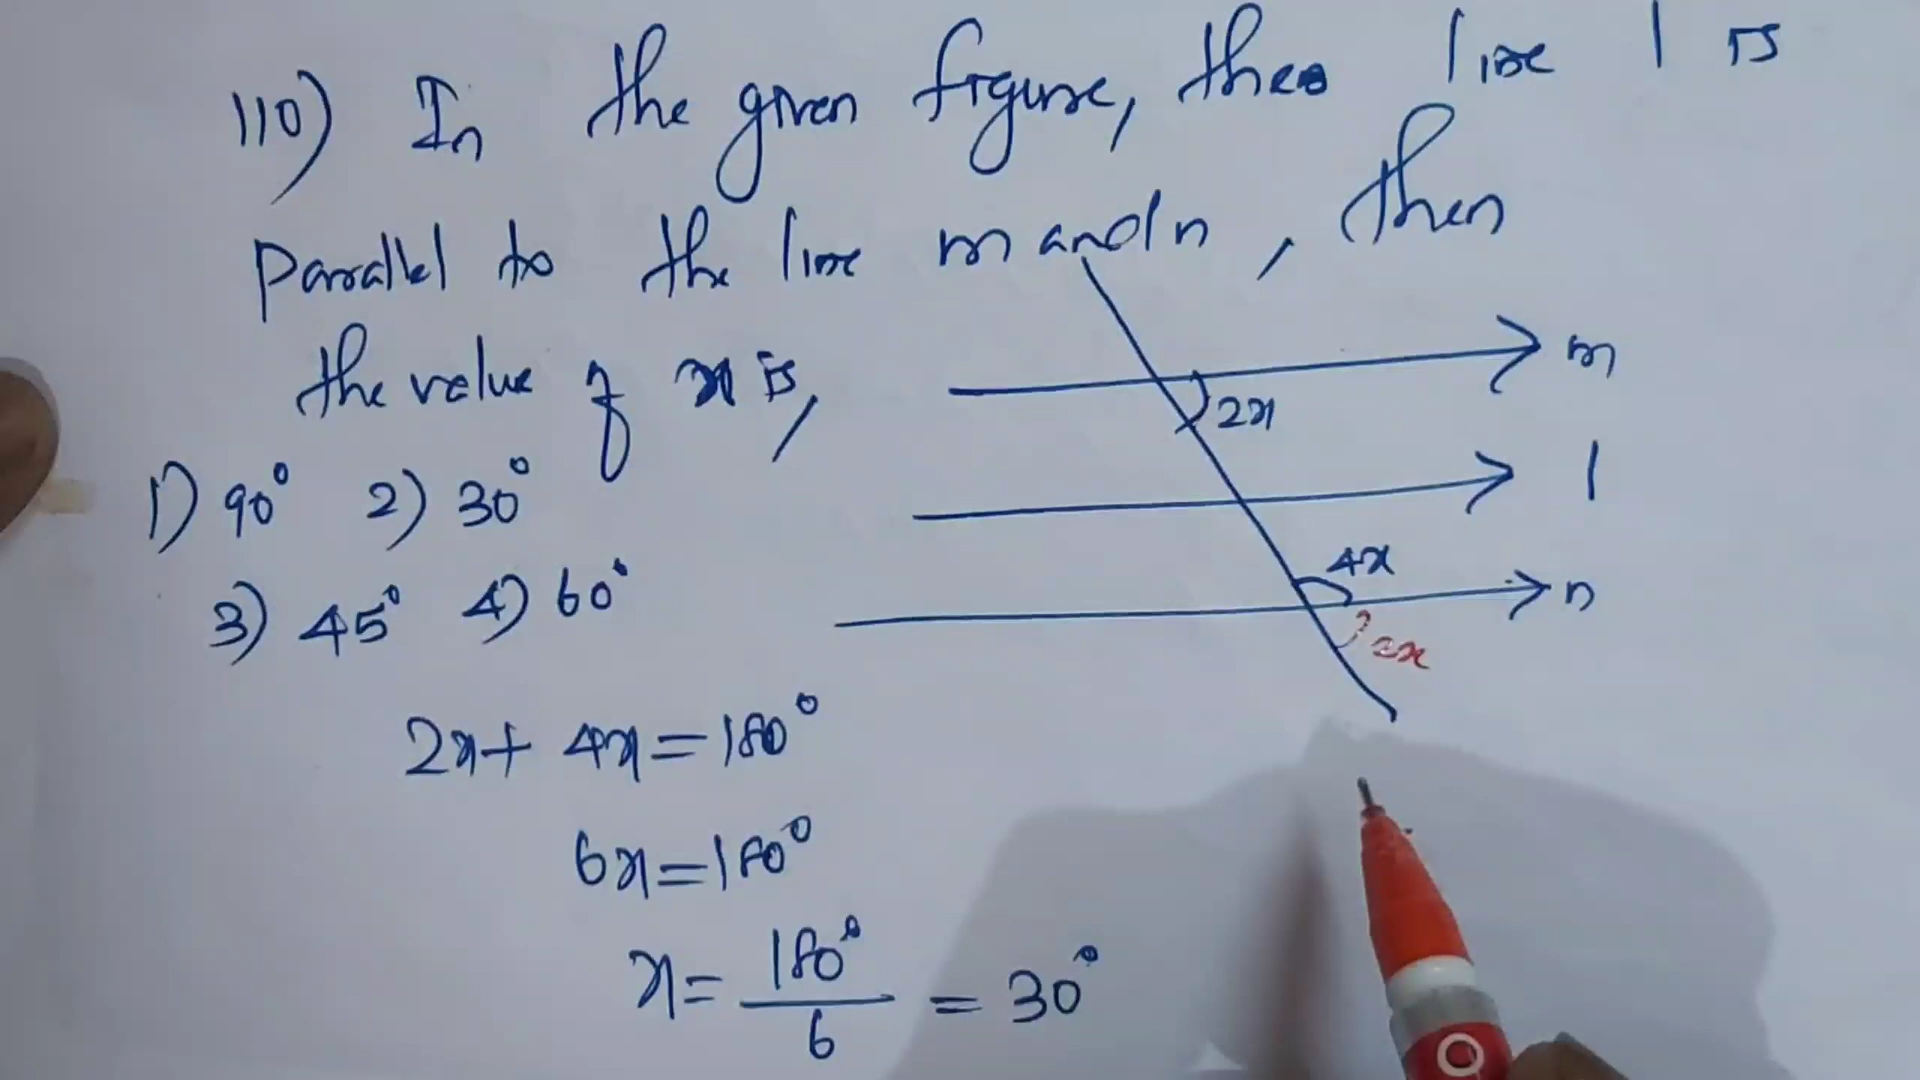 110) In the given figure, the line l is
parallel to the line m and n, then
the value of x is,
1) 90° 2) 30°
3) 45° 4) 60°
m
2x
l
4x
n
2x
2x + 4x = 180°
6x = 180°
x = 180°/6 = 30°